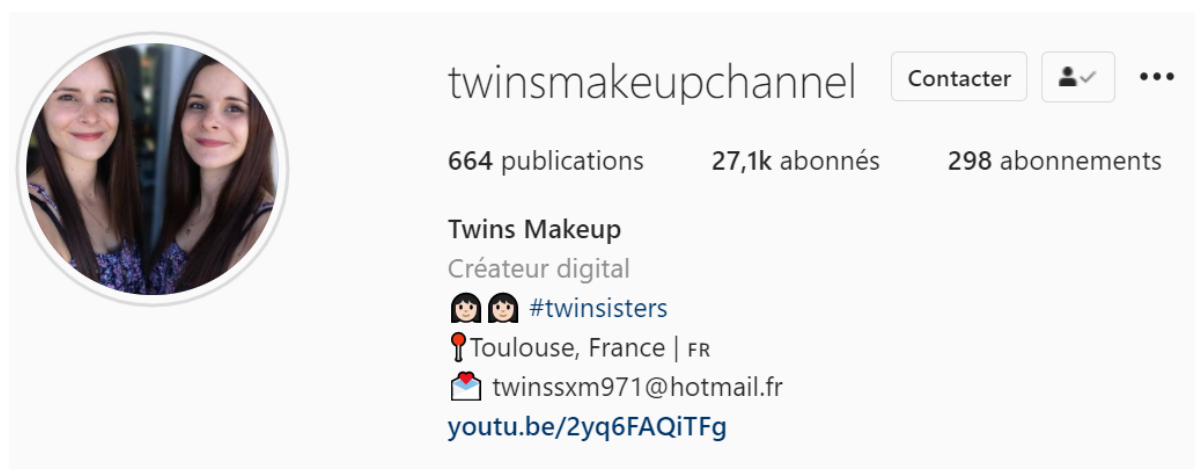 twinsmakeupchannel Contacter
664 publications 27,1k abonnés 298 abonnements
Twins Makeup
Créateur digital
#twinsisters
Toulouse, France | FR
twinssxm971@hotmail.fr
youtu.be/2yq6FAQiTFg